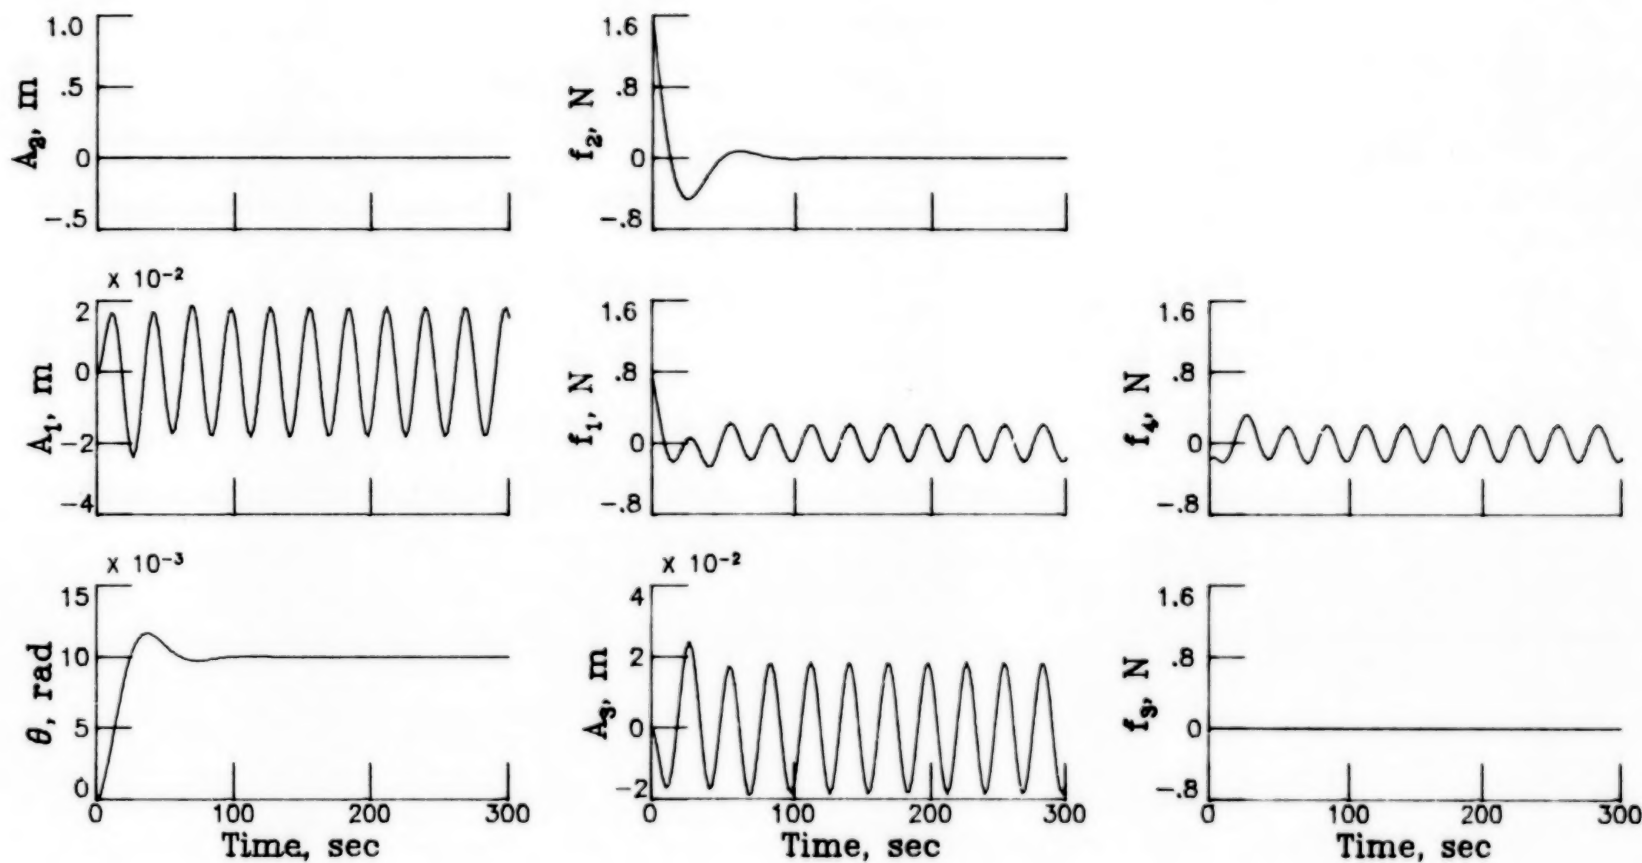 A₂, m
1.0
.5
0
-.5
f₂, N
1.6
.8
0
-.8
x 10⁻²
A₁, m
2
0
-2
-4
f₁, N
1.6
.8
0
-.8
f₄, N
1.6
.8
0
-.8
x 10⁻³
θ, rad
15
10
5
0
0 100 200 300
Time, sec
x 10⁻²
A₃, m
4
2
0
-2
0 100 200 300
Time, sec
f₃, N
1.6
.8
0
-.8
0 100 200 300
Time, sec